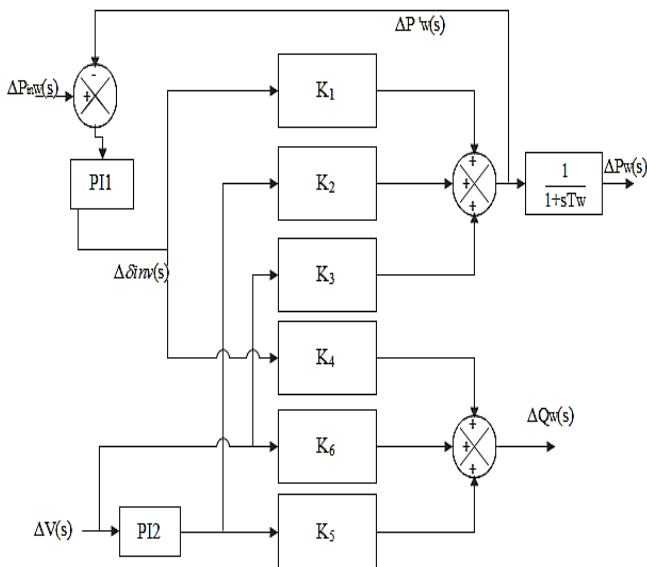 ΔP'w(s)
ΔPinw(s)
-
+
PI1
Δδinv(s)
K1
K2
K3
K4
K6
K5
+
+
+
1
1+sTw
ΔPw(s)
+
+
+
ΔQw(s)
ΔV(s)
PI2